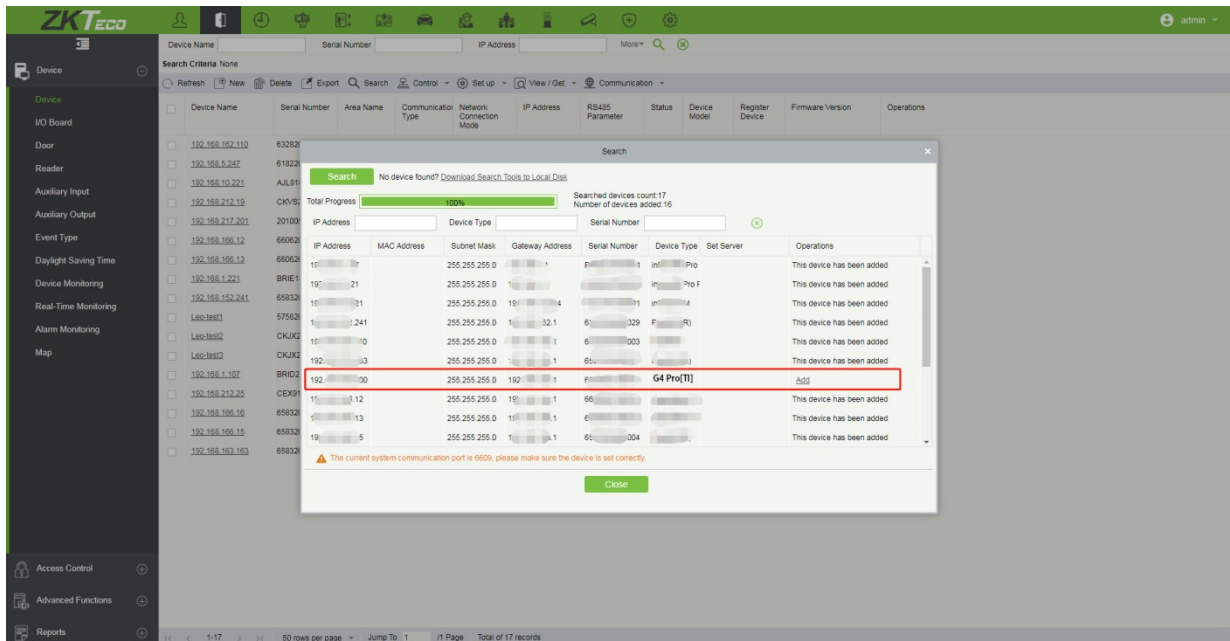 ZKTeco
admin
Device Name Serial Number IP Address More
Search Criteria None
Refresh New Delete Export Search Control Set up View / Get Communication
Device
Device
I/O Board
Door
Reader
Auxiliary Input
Auxiliary Output
Event Type
Daylight Saving Time
Device Monitoring
Real-Time Monitoring
Alarm Monitoring
Map
Access Control
Advanced Functions
Reports
Device Name Serial Number Area Name Communication Type Network Connection Mode IP Address RS485 Parameter Status Device Model Register Device Firmware Version Operations
192.168.162.110
192.168.5.247
192.168.10.221
192.168.212.19
192.168.217.201
192.168.166.12
192.168.166.13
192.168.1.221
192.168.152.241
Leo-test1
Leo-test2
Leo-test3
192.168.1.107
192.168.212.25
192.168.166.16
192.168.166.15
192.168.163.163
Search
Search No device found? Download Search Tools to Local Disk
Total Progress 100% Searched devices count:17
Number of devices added:16
IP Address Device Type Serial Number
IP Address MAC Address Subnet Mask Gateway Address Serial Number Device Type Set Server Operations
255.255.255.0 This device has been added
255.255.255.0 This device has been added
255.255.255.0 This device has been added
255.255.255.0 This device has been added
255.255.255.0 This device has been added
255.255.255.0 This device has been added
255.255.255.0 G4 Pro[TI] Add
255.255.255.0 This device has been added
255.255.255.0 This device has been added
255.255.255.0 This device has been added
The current system communication port is 6609, please make sure the device is set correctly.
Close
1-17 50 rows per page Jump To 1 /1 Page Total of 17 records